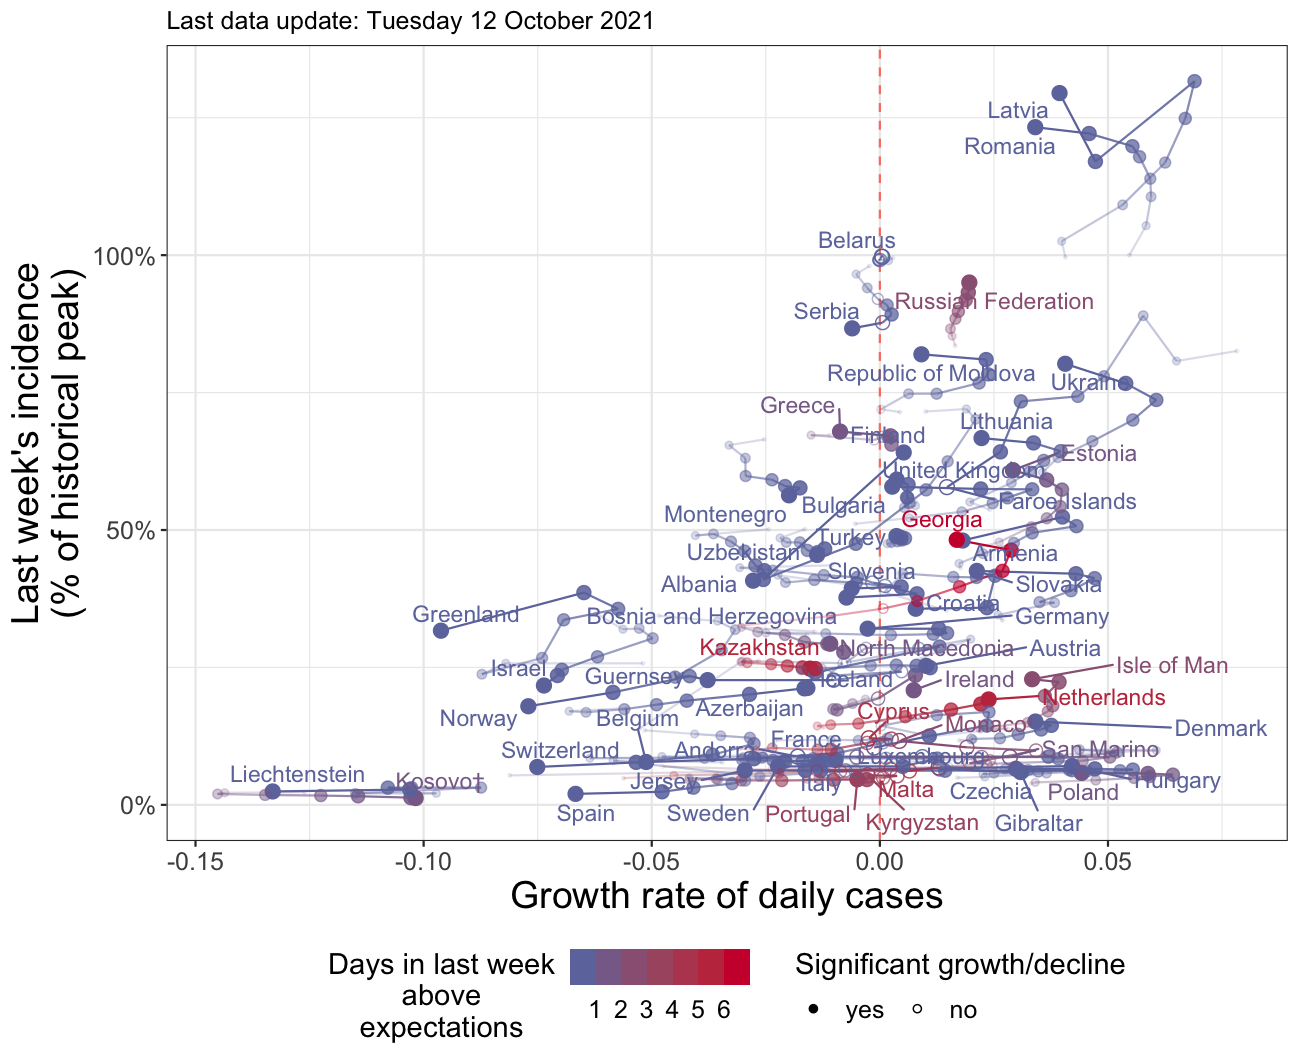 Last data update: Tuesday 12 October 2021
Last week's incidence
(% of historical peak)
100%
50%
0%
Latvia
Romania
Belarus
Russian Federation
Serbia
Republic of Moldova
Ukraine
Greece
Finland
Lithuania
Estonia
United Kingdom
Bulgaria
Faroe Islands
Montenegro
Georgia
Turkey
Uzbekistan
Armenia
Albania
Slovenia
Slovakia
Croatia
Greenland
Bosnia and Herzegovina
Germany
Kazakhstan
North Macedonia
Austria
Israel
Guernsey
Iceland
Ireland
Isle of Man
Norway
Belgium
Azerbaijan
Cyprus
Netherlands
Monaco
Denmark
Switzerland
Andorra
France
Luxembourg
San Marino
Liechtenstein
Kosovo†
Jersey
Italy
Malta
Czechia
Poland
Hungary
Spain
Sweden
Portugal
Kyrgyzstan
Gibraltar
-0.15 -0.10 -0.05 0.00 0.05
Growth rate of daily cases
Days in last week
above
expectations
1 2 3 4 5 6
Significant growth/decline
yes no